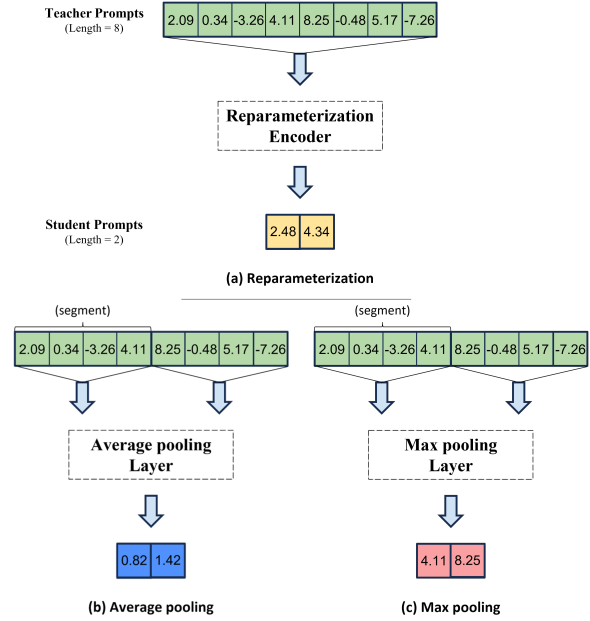 Teacher Prompts
(Length = 8)
2.09 0.34 -3.26 4.11 8.25 -0.48 5.17 -7.26
Reparameterization
Encoder
Student Prompts
(Length = 2)
2.48 4.34
(a) Reparameterization
(segment)
2.09 0.34 -3.26 4.11 8.25 -0.48 5.17 -7.26
Average pooling
Layer
0.82 1.42
(b) Average pooling
(segment)
2.09 0.34 -3.26 4.11 8.25 -0.48 5.17 -7.26
Max pooling
Layer
4.11 8.25
(c) Max pooling